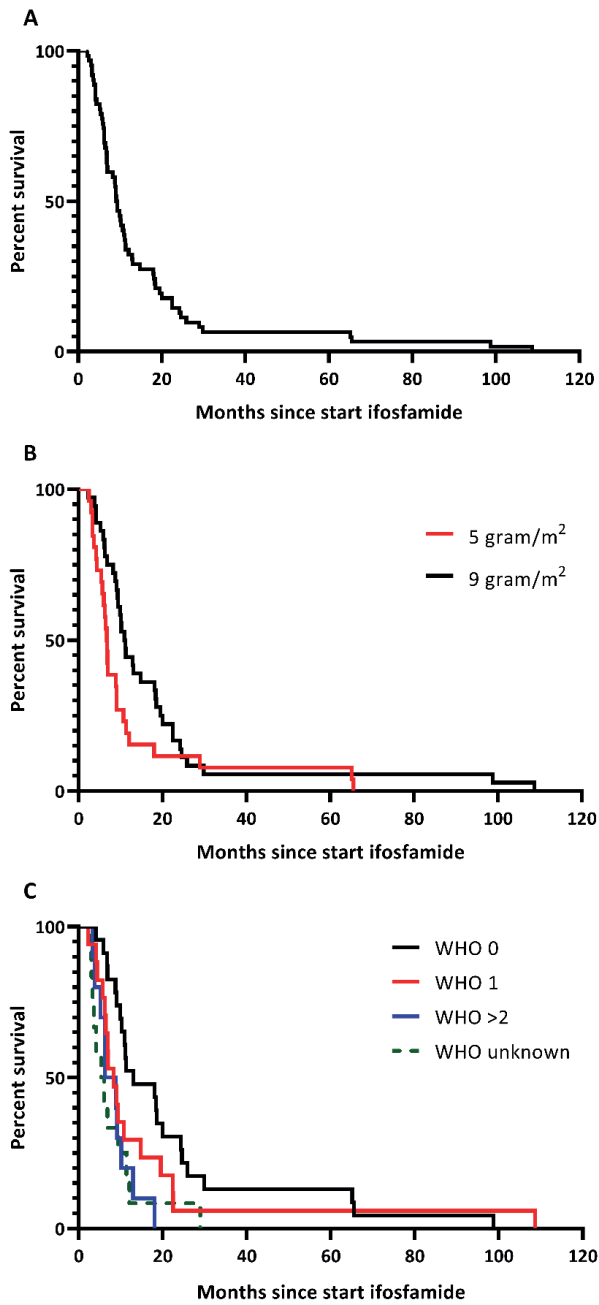 A
100
50
0
Percent survival
0 20 40 60 80 100 120
Months since start ifosfamide
B
100
50
0
Percent survival
5 gram/m²
9 gram/m²
0 20 40 60 80 100 120
Months since start ifosfamide
C
100
50
0
Percent survival
WHO 0
WHO 1
WHO >2
WHO unknown
0 20 40 60 80 100 120
Months since start ifosfamide